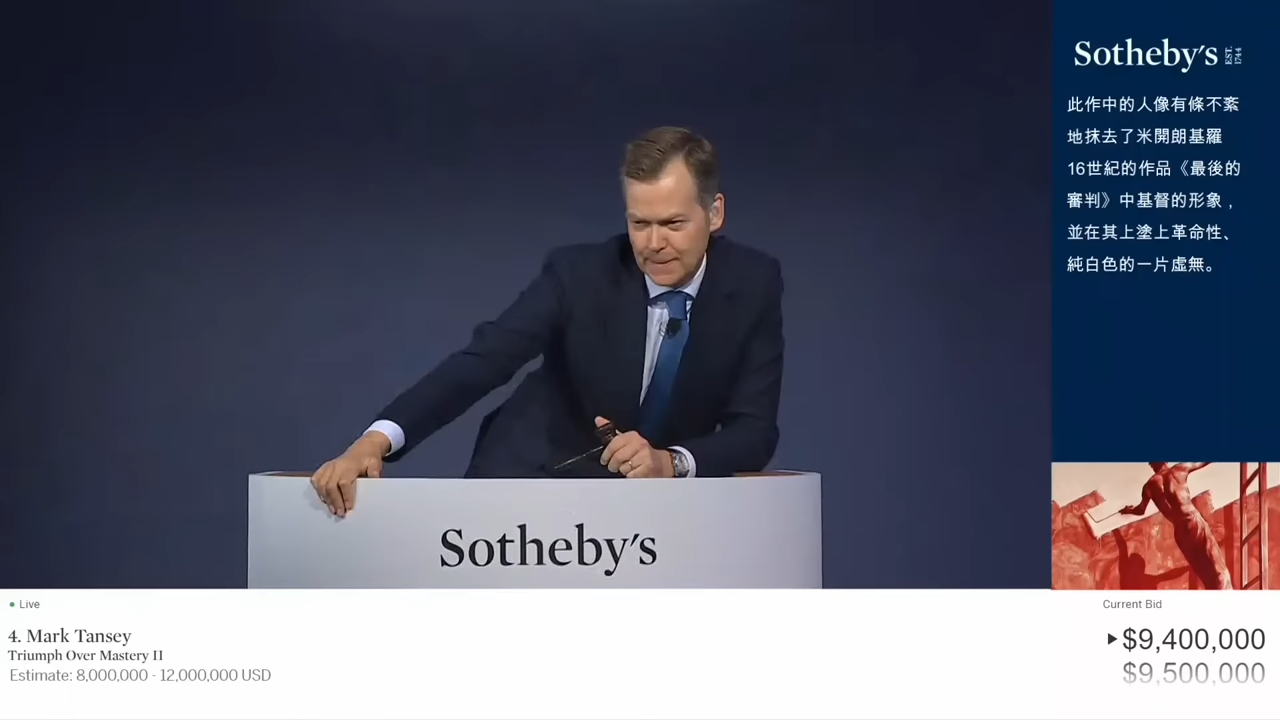 Sotheby's EST. 1744
此作中的人像有條不紊
地抹去了米開朗基羅
16世紀的作品《最後的
審判》中基督的形象，
並在其上塗上革命性、
純白色的一片虛無。
Sotheby's
Live
4. Mark Tansey
Triumph Over Mastery II
Estimate: 8,000,000 - 12,000,000 USD
Current Bid
$9,400,000
$9,500,000